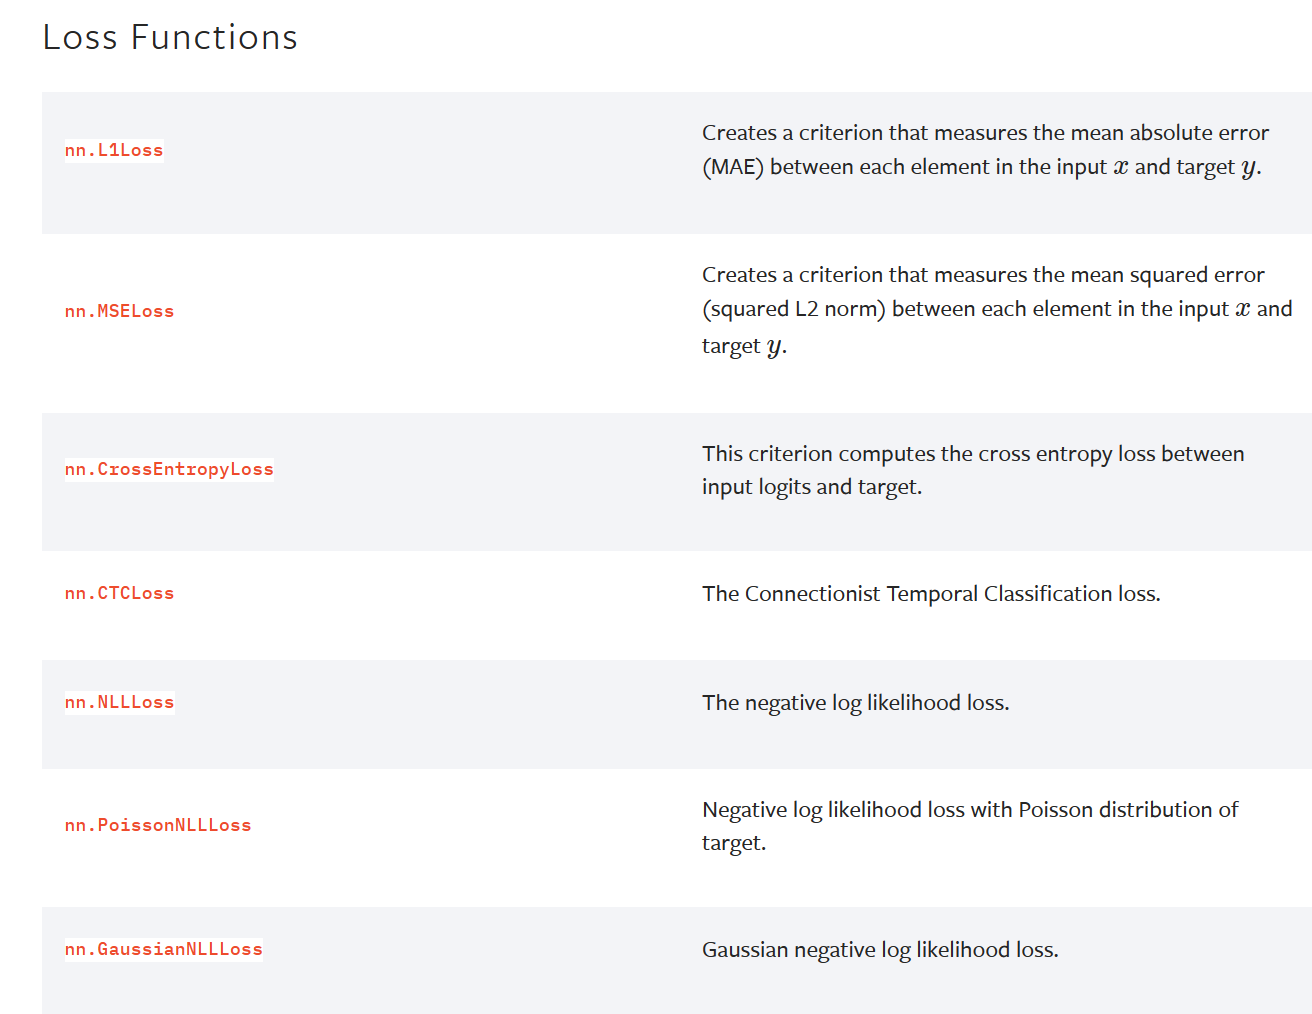 Loss Functions
nn.L1Loss
Creates a criterion that measures the mean absolute error
(MAE) between each element in the input x and target y.
nn.MSELoss
Creates a criterion that measures the mean squared error
(squared L2 norm) between each element in the input x and
target y.
nn.CrossEntropyLoss
This criterion computes the cross entropy loss between
input logits and target.
nn.CTCLoss
The Connectionist Temporal Classification loss.
nn.NLLLoss
The negative log likelihood loss.
nn.PoissonNLLLoss
Negative log likelihood loss with Poisson distribution of
target.
nn.GaussianNLLLoss
Gaussian negative log likelihood loss.